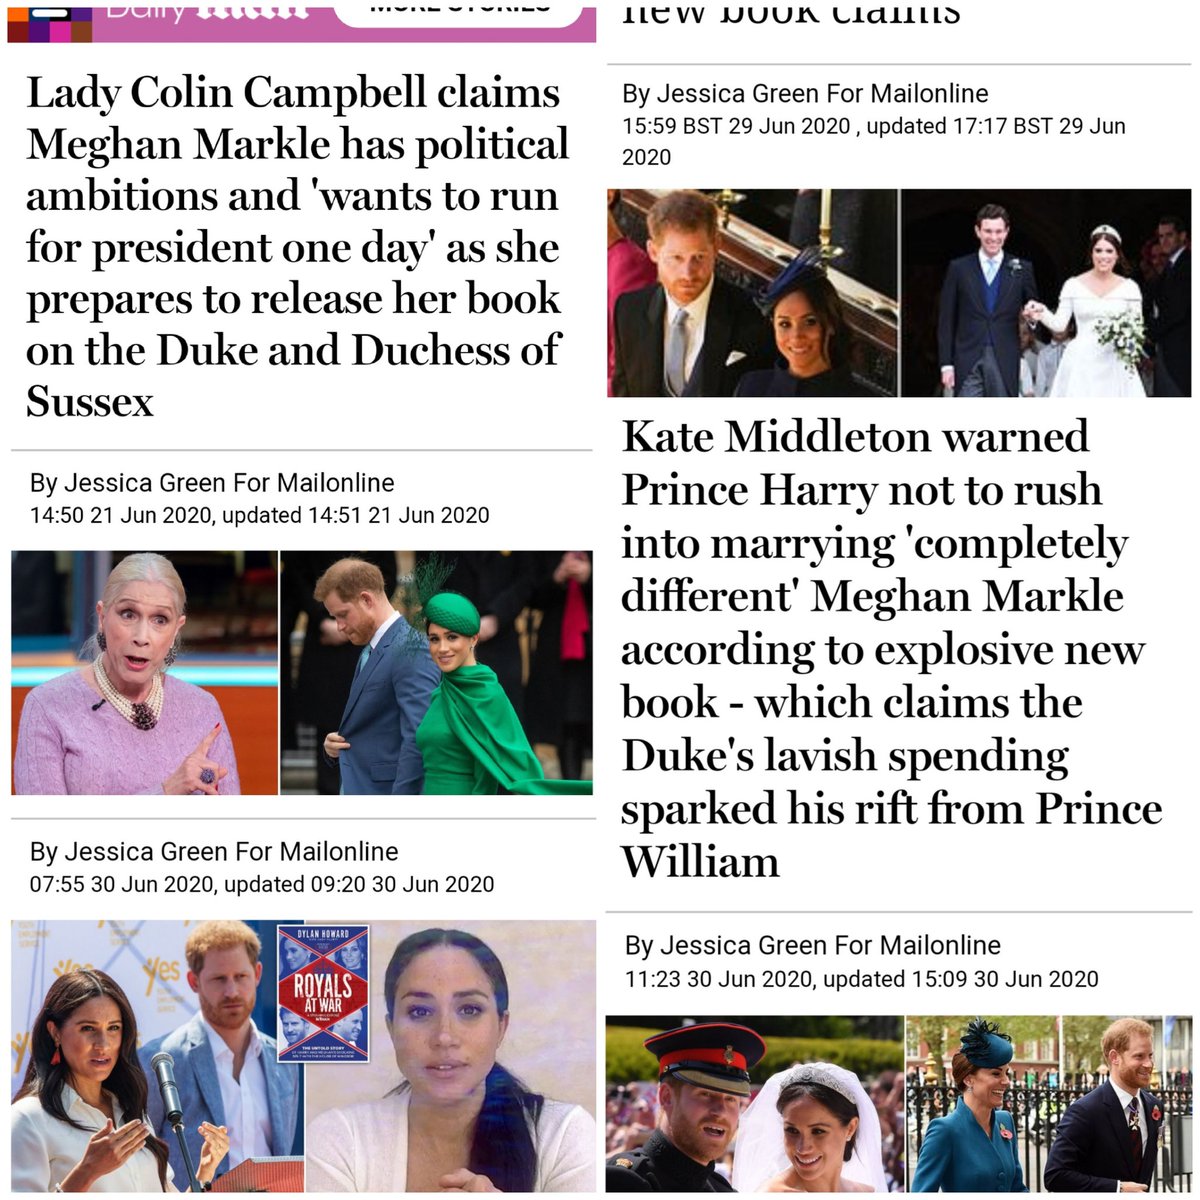 Daily Mail
MORE STORIES
Lady Colin Campbell claims
Meghan Markle has political
ambitions and 'wants to run
for president one day' as she
prepares to release her book
on the Duke and Duchess of
Sussex
By Jessica Green For Mailonline
14:50 21 Jun 2020, updated 14:51 21 Jun 2020
By Jessica Green For Mailonline
07:55 30 Jun 2020, updated 09:20 30 Jun 2020
yes
yes
DYLAN HOWARD
ROYALS
AT WAR
THE UNTOLD STORY
new book claims
By Jessica Green For Mailonline
15:59 BST 29 Jun 2020 , updated 17:17 BST 29 Jun
2020
Kate Middleton warned
Prince Harry not to rush
into marrying 'completely
different' Meghan Markle
according to explosive new
book - which claims the
Duke's lavish spending
sparked his rift from Prince
William
By Jessica Green For Mailonline
11:23 30 Jun 2020, updated 15:09 30 Jun 2020